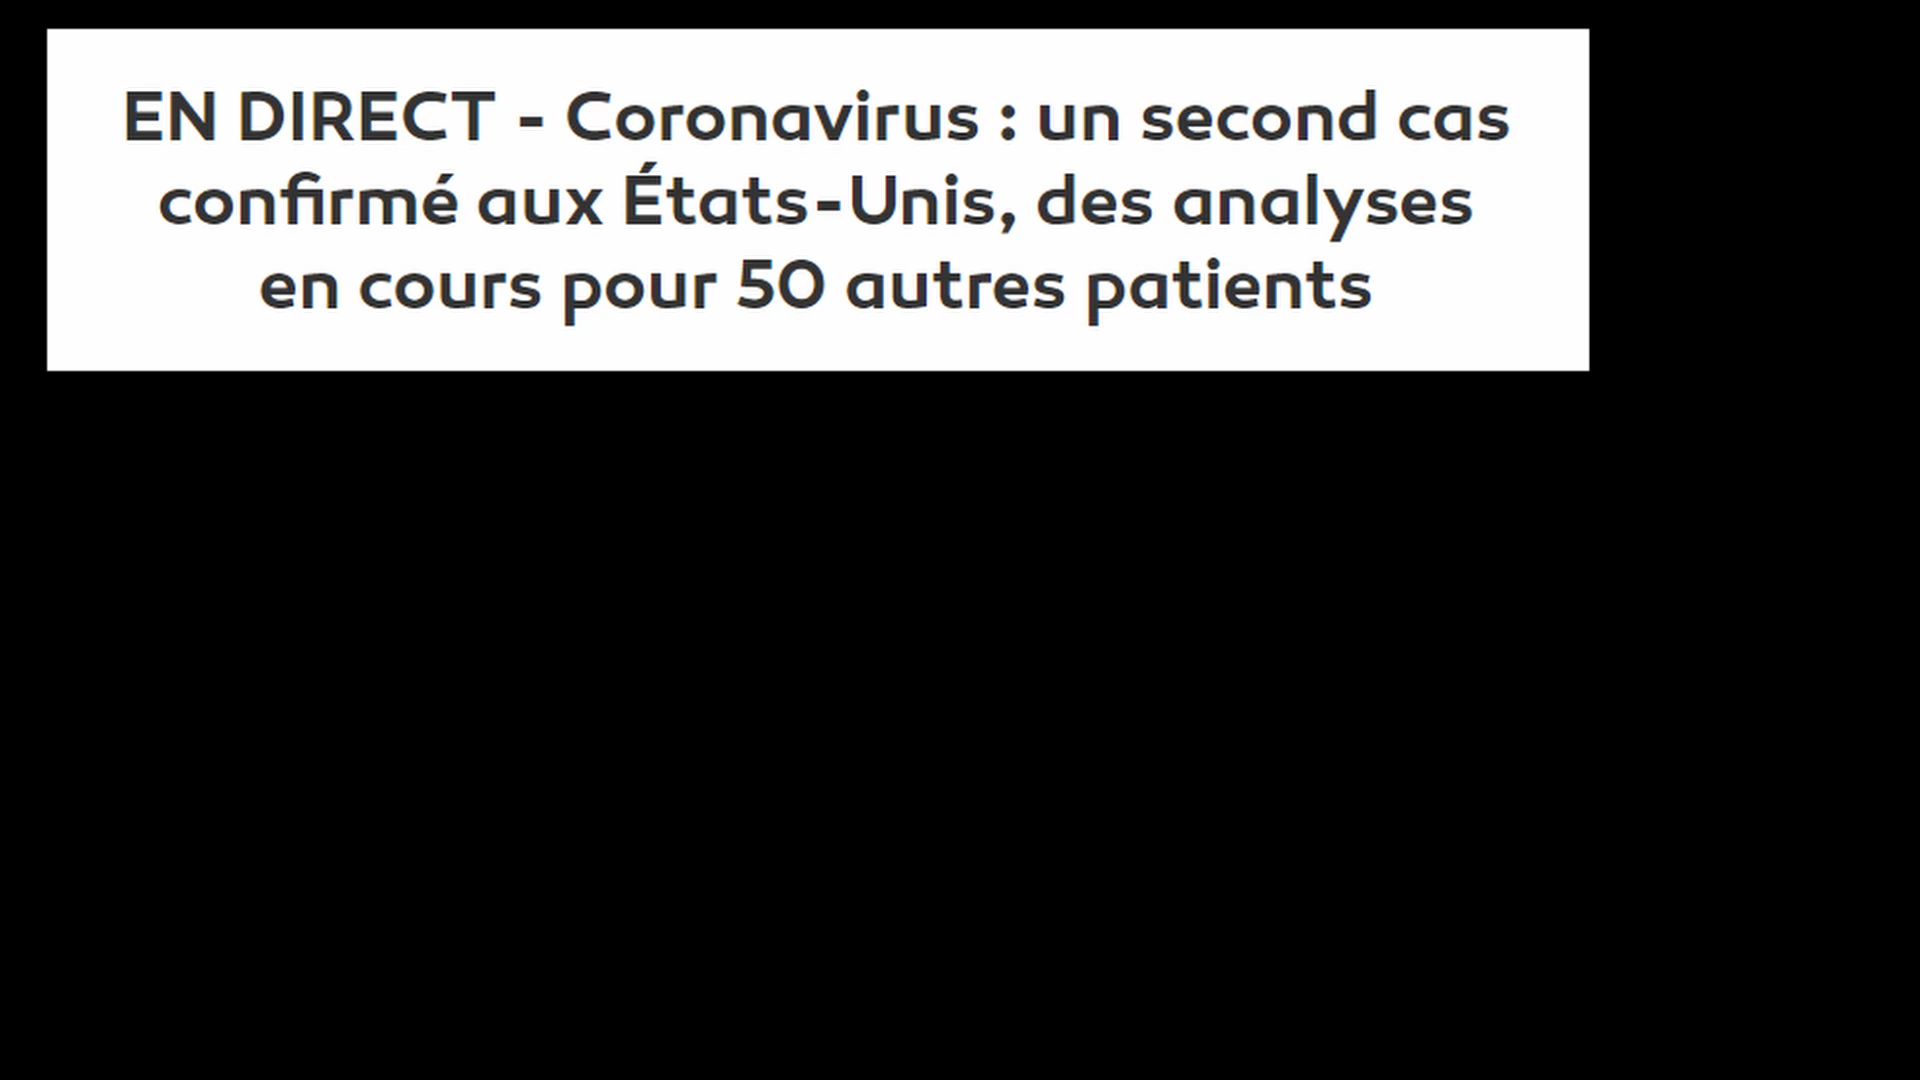 EN DIRECT - Coronavirus : un second cas
confirmé aux États-Unis, des analyses
en cours pour 50 autres patients